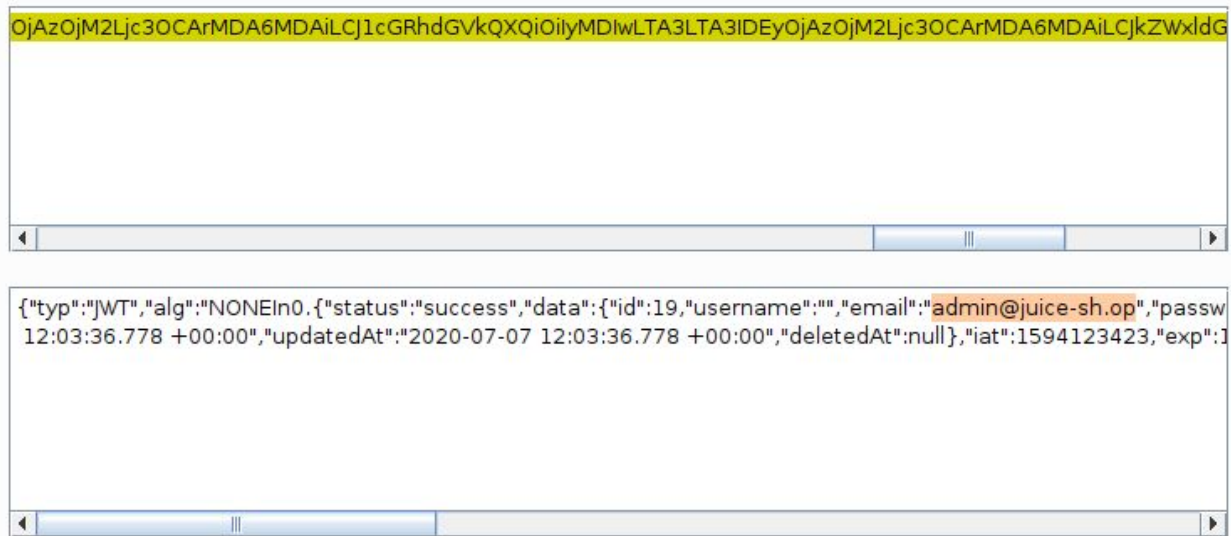 OjAzOjM2Ljc3OCArMDA6MDAiLCJ1cGRhdGVkQXQiOiIyMDIwLTA3LTA3IDEyOjAzOjM2Ljc3OCArMDA6MDAiLCJkZWxldG
{"typ":"JWT","alg":"NONEIn0.{"status":"success","data":{"id":19,"username":"","email":"admin@juice-sh.op","passw
12:03:36.778 +00:00","updatedAt":"2020-07-07 12:03:36.778 +00:00","deletedAt":null},"iat":1594123423,"exp":1